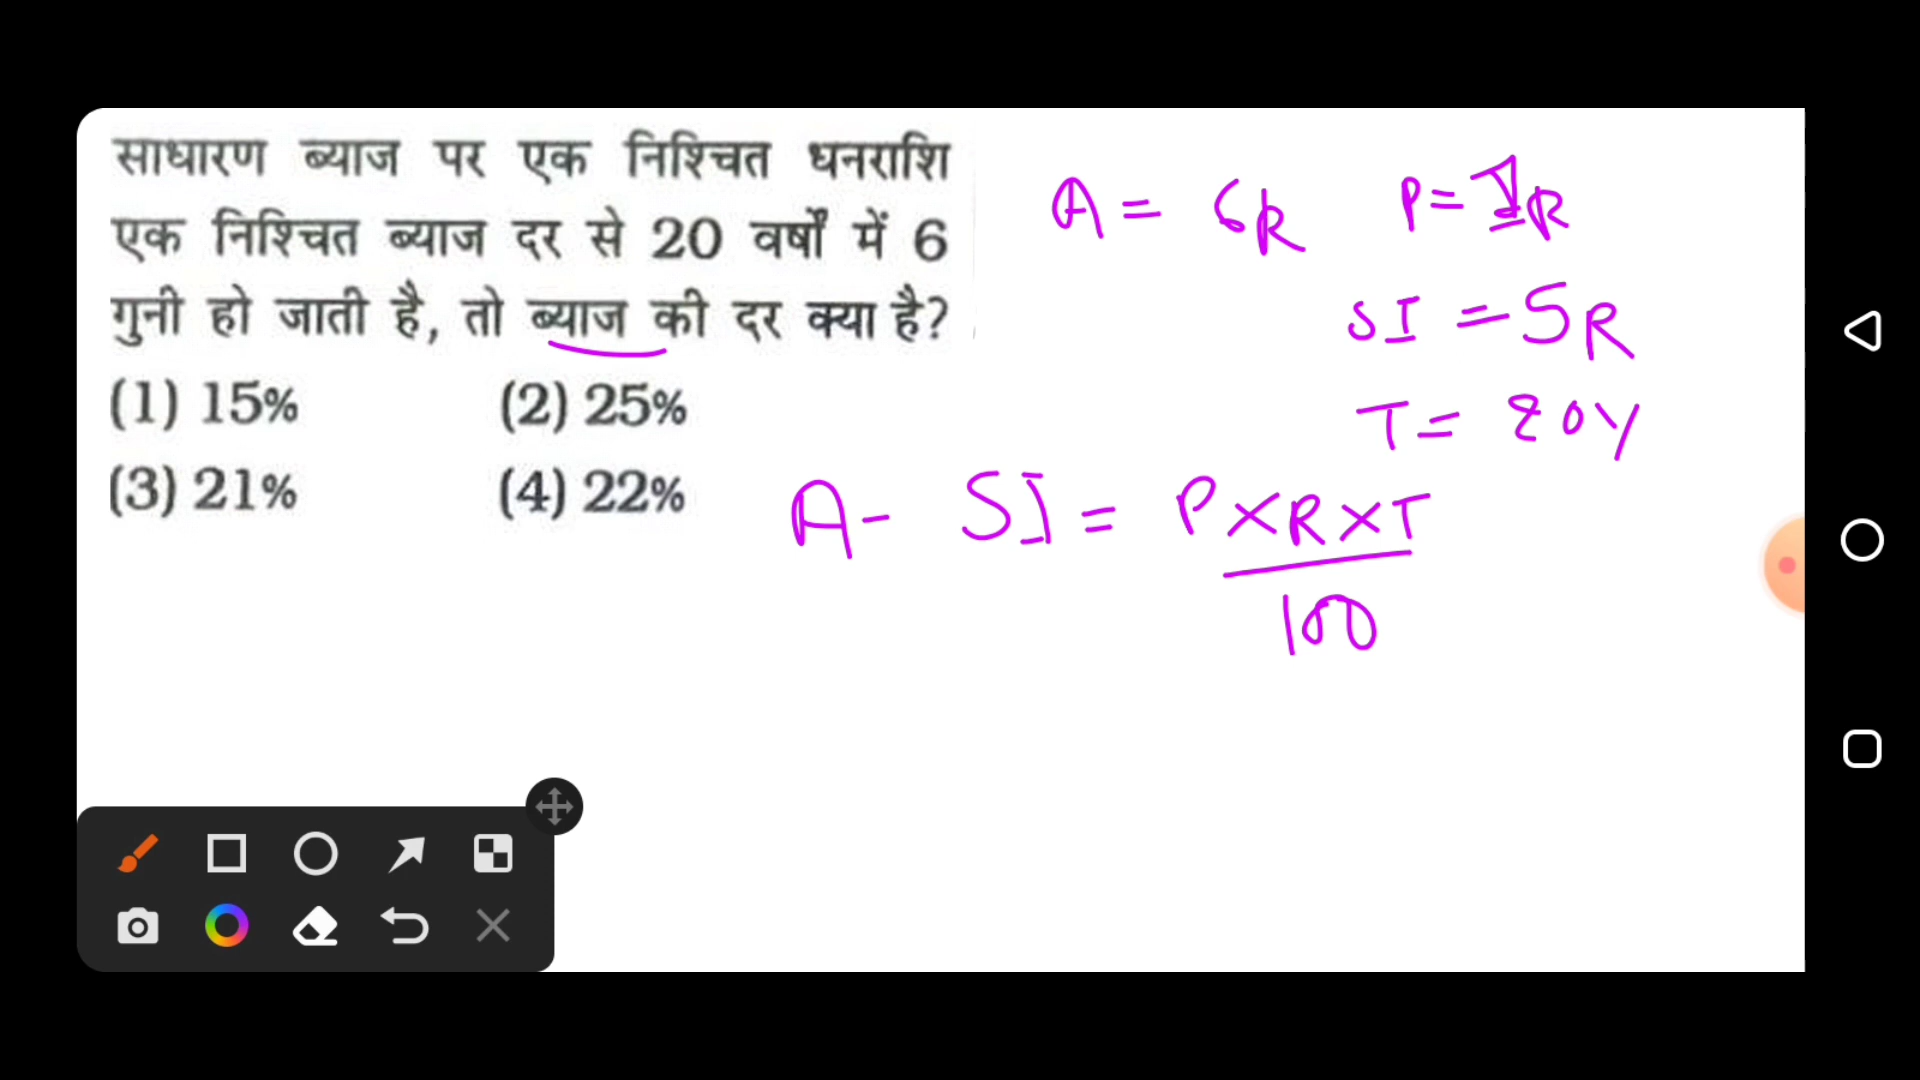 साधारण ब्याज पर एक निश्चित धनराशि
एक निश्चित ब्याज दर से 20 वर्षों में 6
गुनी हो जाती है, तो ब्याज की दर क्या है?
(1) 15% (2) 25%
(3) 21% (4) 22%
A = 6R P = 1R
SI = 5R
T = 20Y
A - SI = P×R×T
100